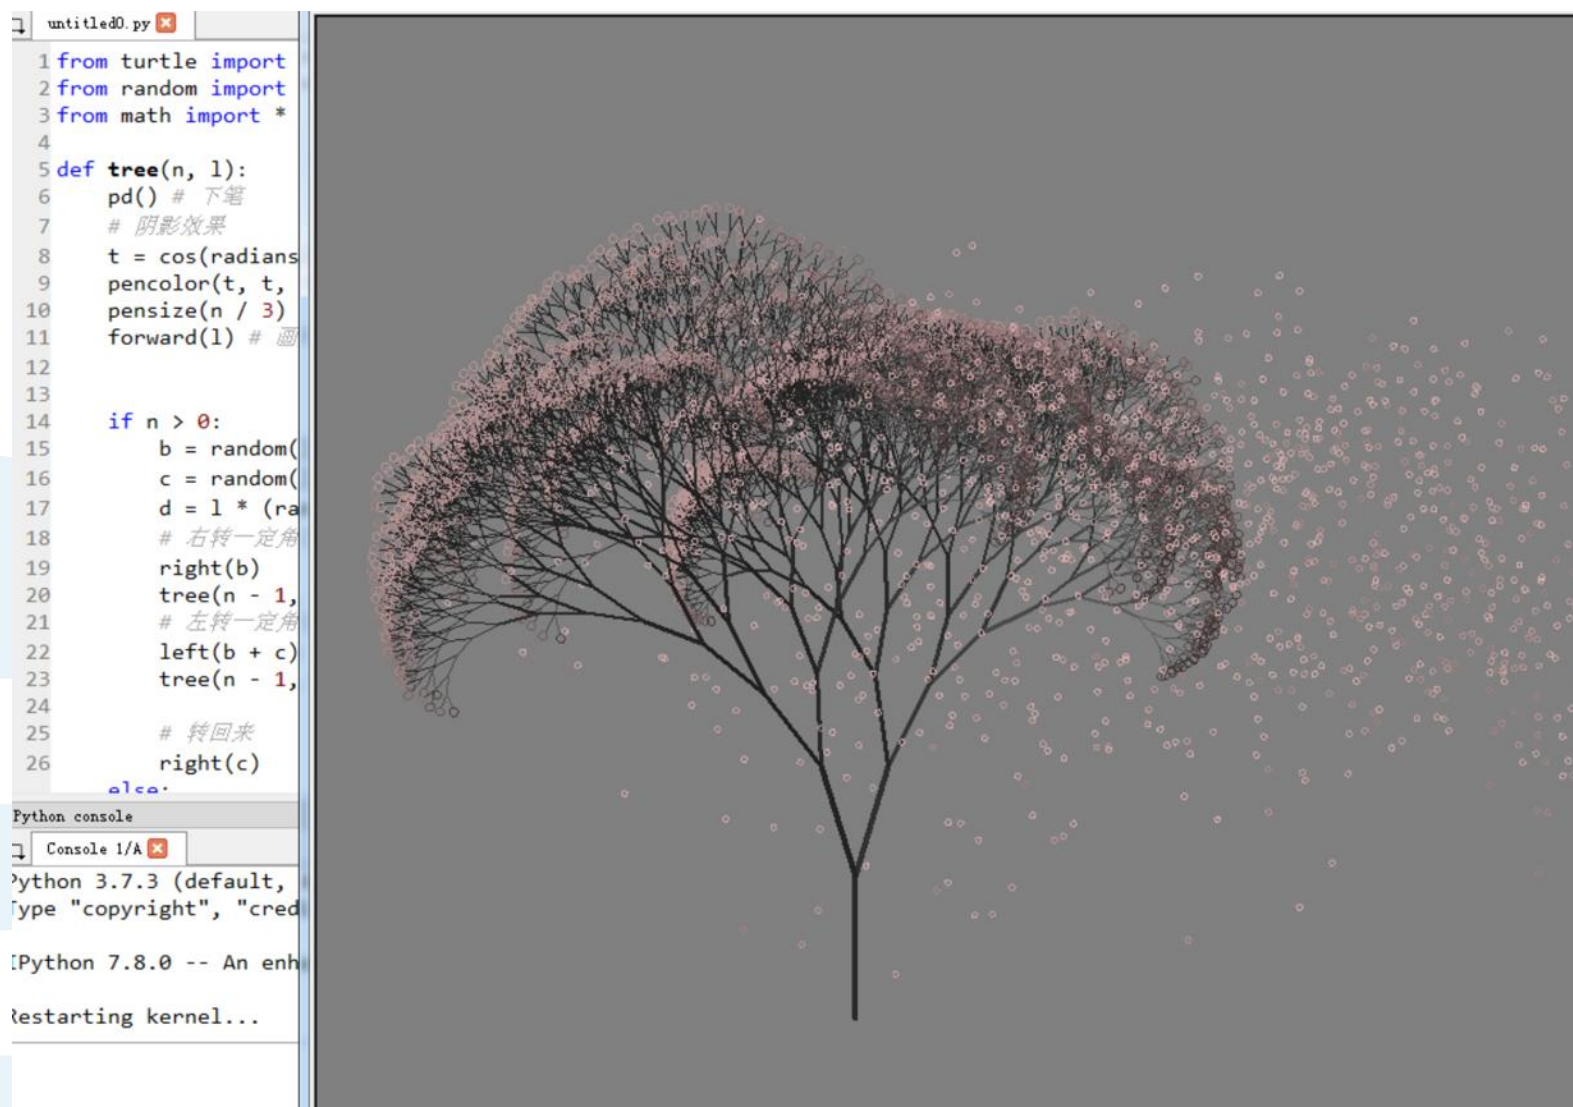 untitled0.py
1 from turtle import
2 from random import
3 from math import *
4
5 def tree(n, l):
6 pd() # 下笔
7 # 阴影效果
8 t = cos(radians
9 pencolor(t, t,
10 pensize(n / 3)
11 forward(l) # 画
12
13
14 if n > 0:
15 b = random(
16 c = random(
17 d = l * (ra
18 # 右转一定角
19 right(b)
20 tree(n - 1,
21 # 左转一定角
22 left(b + c)
23 tree(n - 1,
24
25 # 转回来
26 right(c)
else:
Python console
Console 1/A
Python 3.7.3 (default,
Type "copyright", "cred
IPython 7.8.0 -- An enh
Restarting kernel...